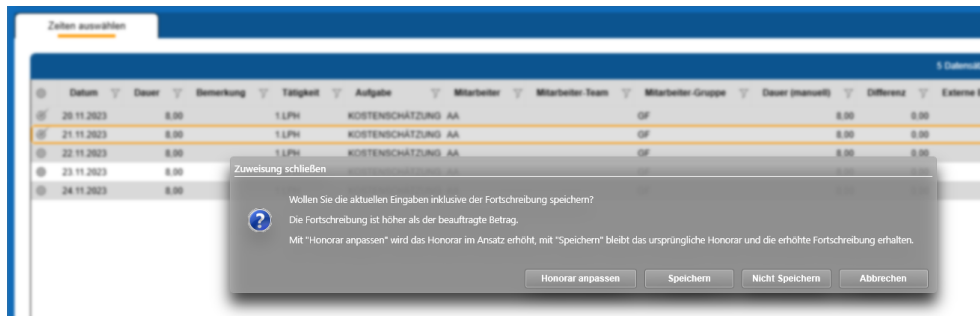 Zeiten auswählen
5 Datensät
Datum Dauer Bemerkung Tätigkeit Aufgabe Mitarbeiter Mitarbeiter-Team Mitarbeiter-Gruppe Dauer (manuell) Differenz Externe
20.11.2023 8,00 1.LPH KOSTENSCHÄTZUNG AA GF 8,00 0,00
21.11.2023 8,00 1.LPH KOSTENSCHÄTZUNG AA GF 8,00 0,00
22.11.2023 8,00 1.LPH KOSTENSCHÄTZUNG AA GF 8,00 0,00
23.11.2023 8,00
24.11.2023 8,00
Zuweisung schließen
Wollen Sie die aktuellen Eingaben inklusive der Fortschreibung speichern?
Die Fortschreibung ist höher als der beauftragte Betrag.
Mit "Honorar anpassen" wird das Honorar im Ansatz erhöht, mit "Speichern" bleibt das ursprüngliche Honorar und die erhöhte Fortschreibung erhalten.
Honorar anpassen Speichern Nicht Speichern Abbrechen